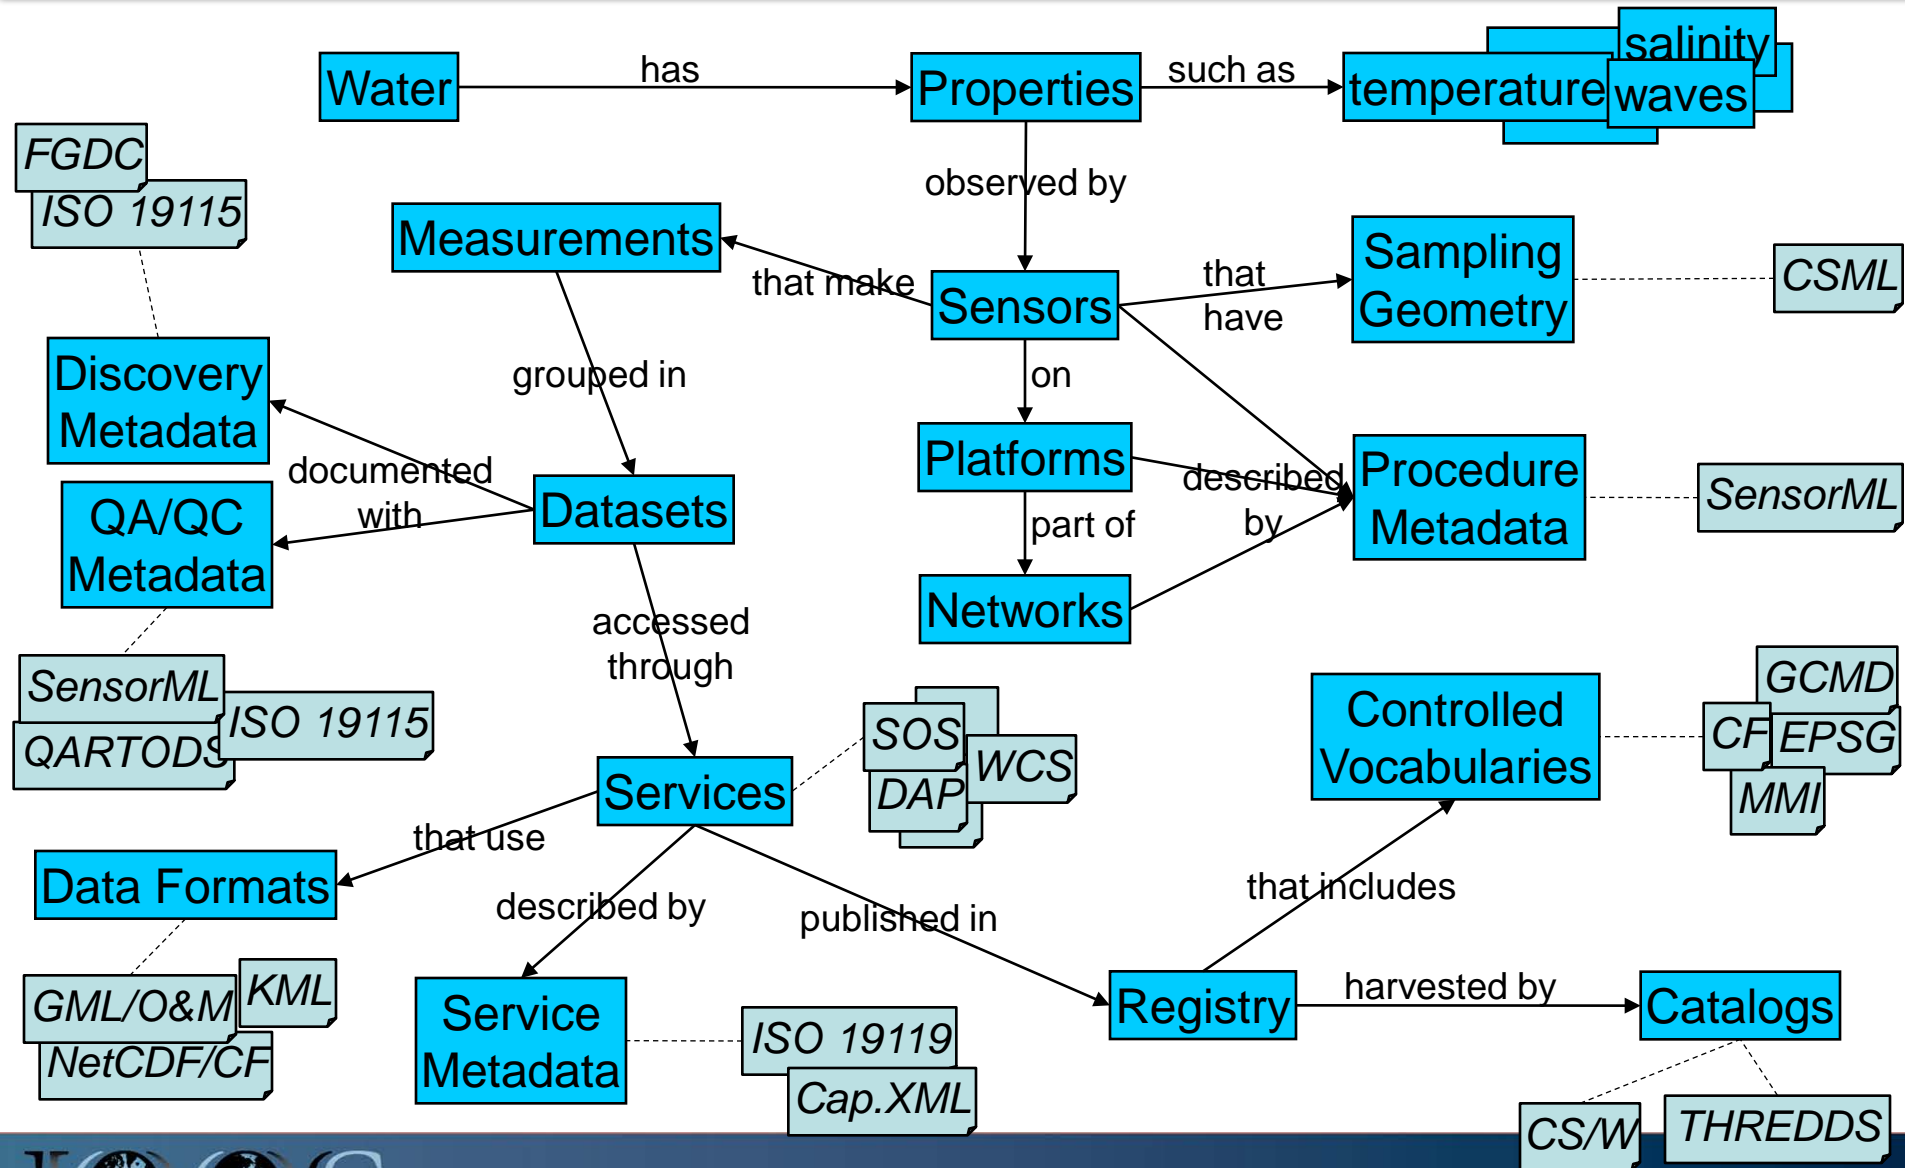 Water
has
Properties
such as
temperature
salinity
waves
FGDC
ISO 19115
observed by
Measurements
that make
Sensors
that
have
Sampling
Geometry
CSML
Discovery
Metadata
grouped in
on
documented
with
QA/QC
Metadata
Datasets
Platforms
described
by
Procedure
Metadata
SensorML
part of
Networks
accessed
through
SensorML
ISO 19115
QARTODS
Services
SOS
WCS
DAP
Controlled
Vocabularies
GCMD
CF
EPSG
MMI
that use
Data Formats
described by
published in
that includes
GML/O&M
KML
NetCDF/CF
Service
Metadata
ISO 19119
Cap.XML
Registry
harvested by
Catalogs
CS/W
THREDDS